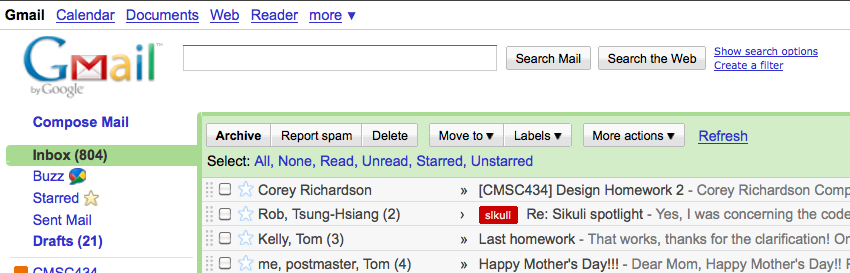 Gmail Calendar Documents Web Reader more ▼
Gmail™
by Google
Search Mail Search the Web
Show search options
Create a filter
Compose Mail
Archive Report spam Delete Move to ▼ Labels ▼ More actions ▼ Refresh
Inbox (804)
Select: All, None, Read, Unread, Starred, Unstarred
Buzz
Corey Richardson » [CMSC434] Design Homework 2 - Corey Richardson Comp
Starred
Rob, Tsung-Hsiang (2) › sikuli Re: Sikuli spotlight - Yes, I was concerning the code
Sent Mail
Kelly, Tom (3) » Last homework - That works, thanks for the clarification! On
Drafts (21)
me, postmaster, Tom (4) » Happy Mother's Day!!! - Dear Mom, Happy Mother's Day!!
CMSC434